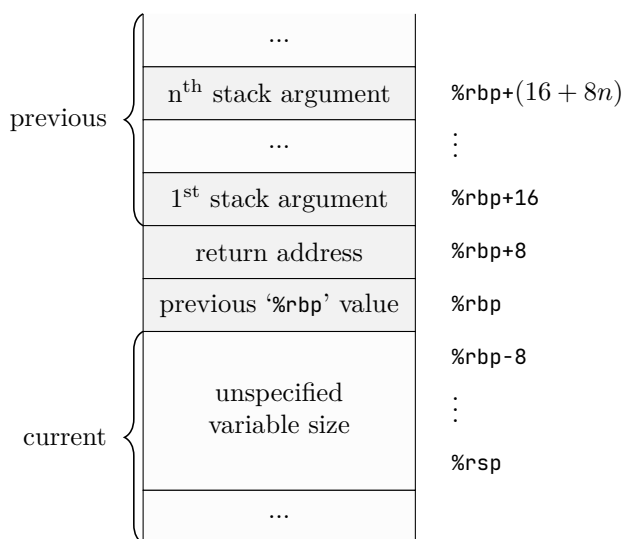 ...
nth stack argument %rbp+(16 + 8n)
previous
... ⋮
1st stack argument %rbp+16
return address %rbp+8
previous ‘%rbp’ value %rbp
%rbp-8
unspecified
variable size ⋮
current
%rsp
...